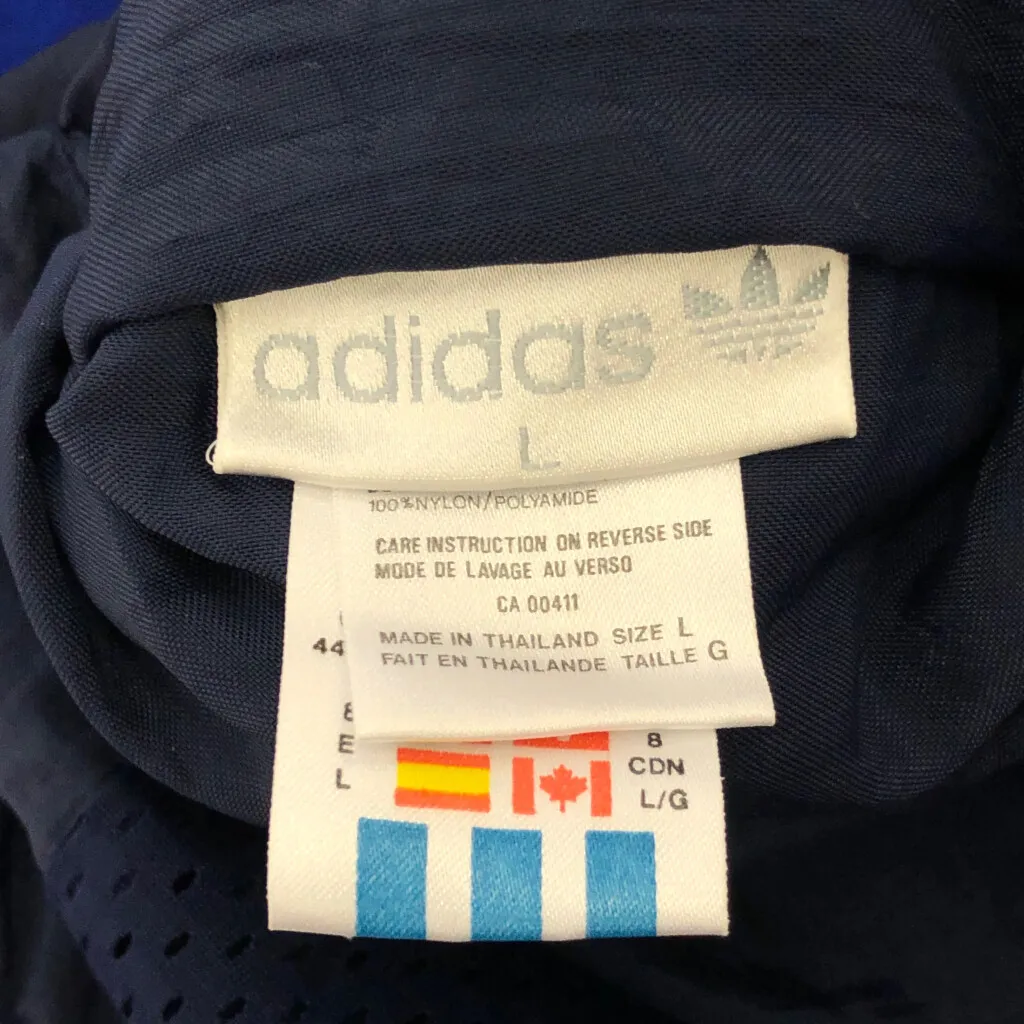 adidas
L
100%NYLON/POLYAMIDE
CARE INSTRUCTION ON REVERSE SIDE
MODE DE LAVAGE AU VERSO
CA 00411
MADE IN THAILAND SIZE L
FAIT EN THAILANDE TAILLE G
44
E
L
8
CDN
L/G